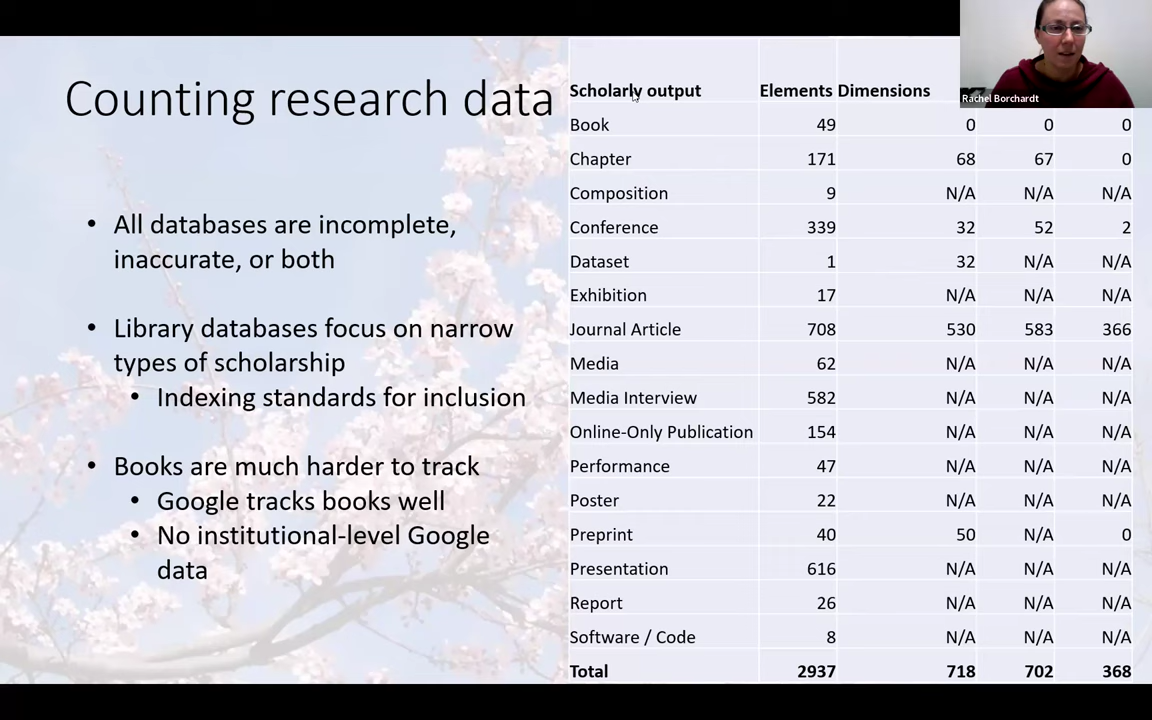 Counting research data
• All databases are incomplete,
inaccurate, or both
• Library databases focus on narrow
types of scholarship
• Indexing standards for inclusion
• Books are much harder to track
• Google tracks books well
• No institutional-level Google
data
Scholarly output Elements Dimensions
Book 49 0 0 0
Chapter 171 68 67 0
Composition 9 N/A N/A N/A
Conference 339 32 52 2
Dataset 1 32 N/A N/A
Exhibition 17 N/A N/A N/A
Journal Article 708 530 583 366
Media 62 N/A N/A N/A
Media Interview 582 N/A N/A N/A
Online-Only Publication 154 N/A N/A N/A
Performance 47 N/A N/A N/A
Poster 22 N/A N/A N/A
Preprint 40 50 N/A 0
Presentation 616 N/A N/A N/A
Report 26 N/A N/A N/A
Software / Code 8 N/A N/A N/A
Total 2937 718 702 368
Rachel Borchardt